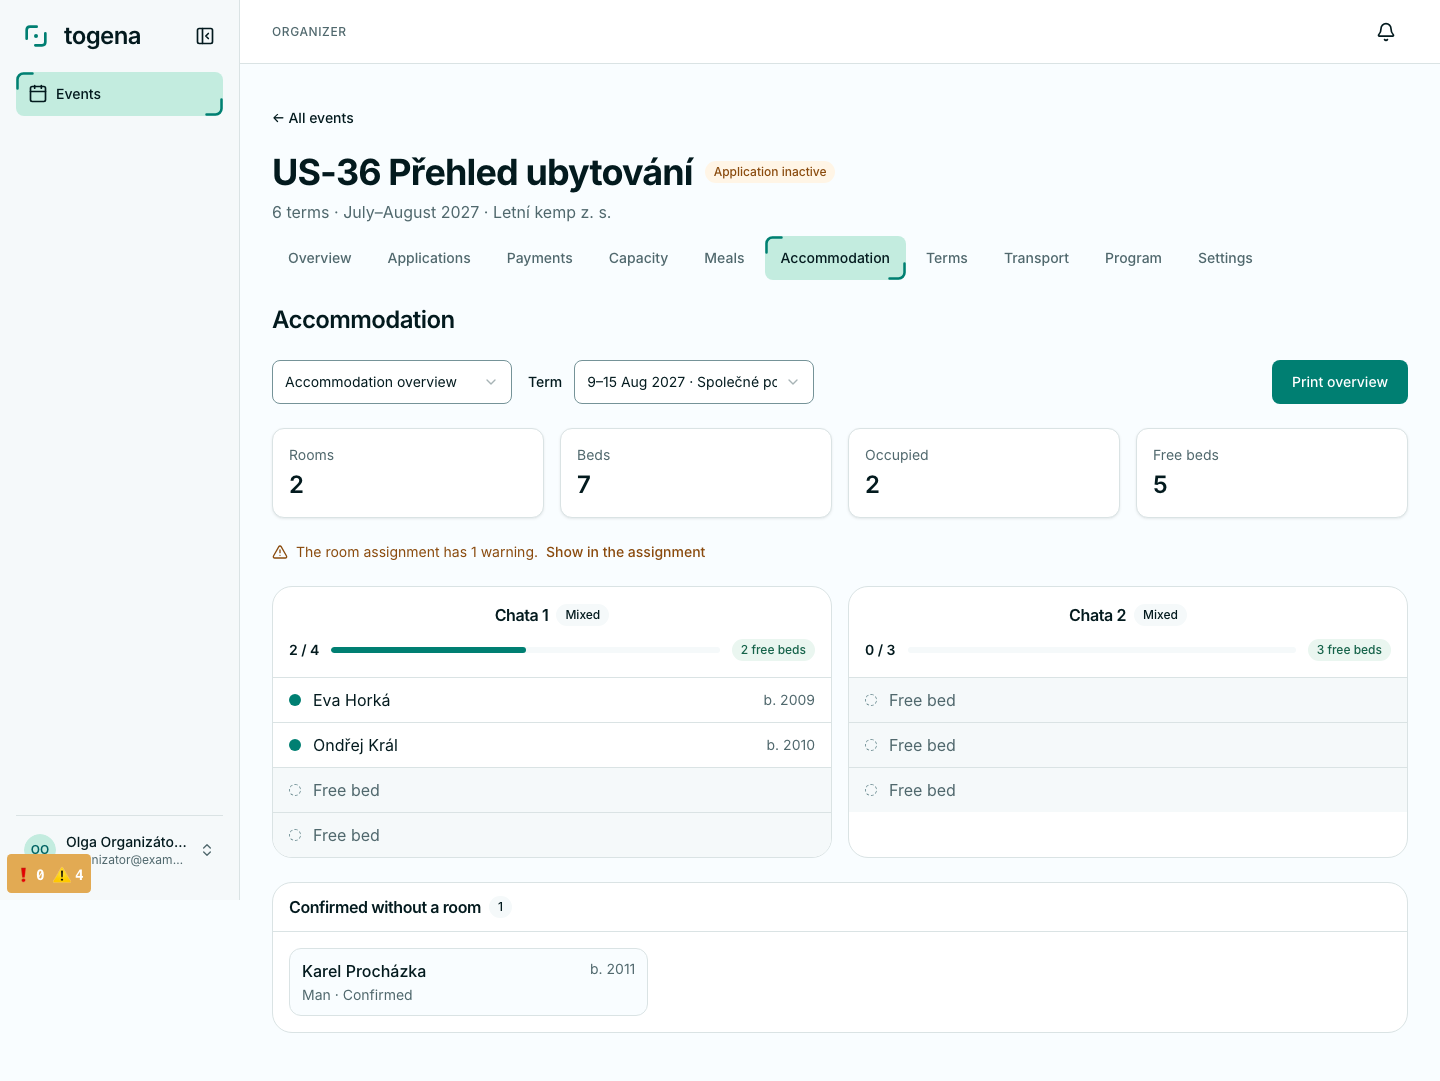 togena
ORGANIZER
Events
← All events
US-36 Přehled ubytování
Application inactive
6 terms · July–August 2027 · Letní kemp z. s.
Overview
Applications
Payments
Capacity
Meals
Accommodation
Terms
Transport
Program
Settings
Accommodation
Accommodation overview
Term
9–15 Aug 2027 · Společné
Print overview
Rooms
2
Beds
7
Occupied
2
Free beds
5
The room assignment has 1 warning. Show in the assignment
Chata 1 Mixed
2 / 4
2 free beds
Eva Horká b. 2009
Ondřej Král b. 2010
Free bed
Free bed
Chata 2 Mixed
0 / 3
3 free beds
Free bed
Free bed
Free bed
Confirmed without a room 1
Karel Procházka b. 2011
Man · Confirmed
OO
Olga Organizáto...
nizator@exam...
❗ 0 ⚠️ 4